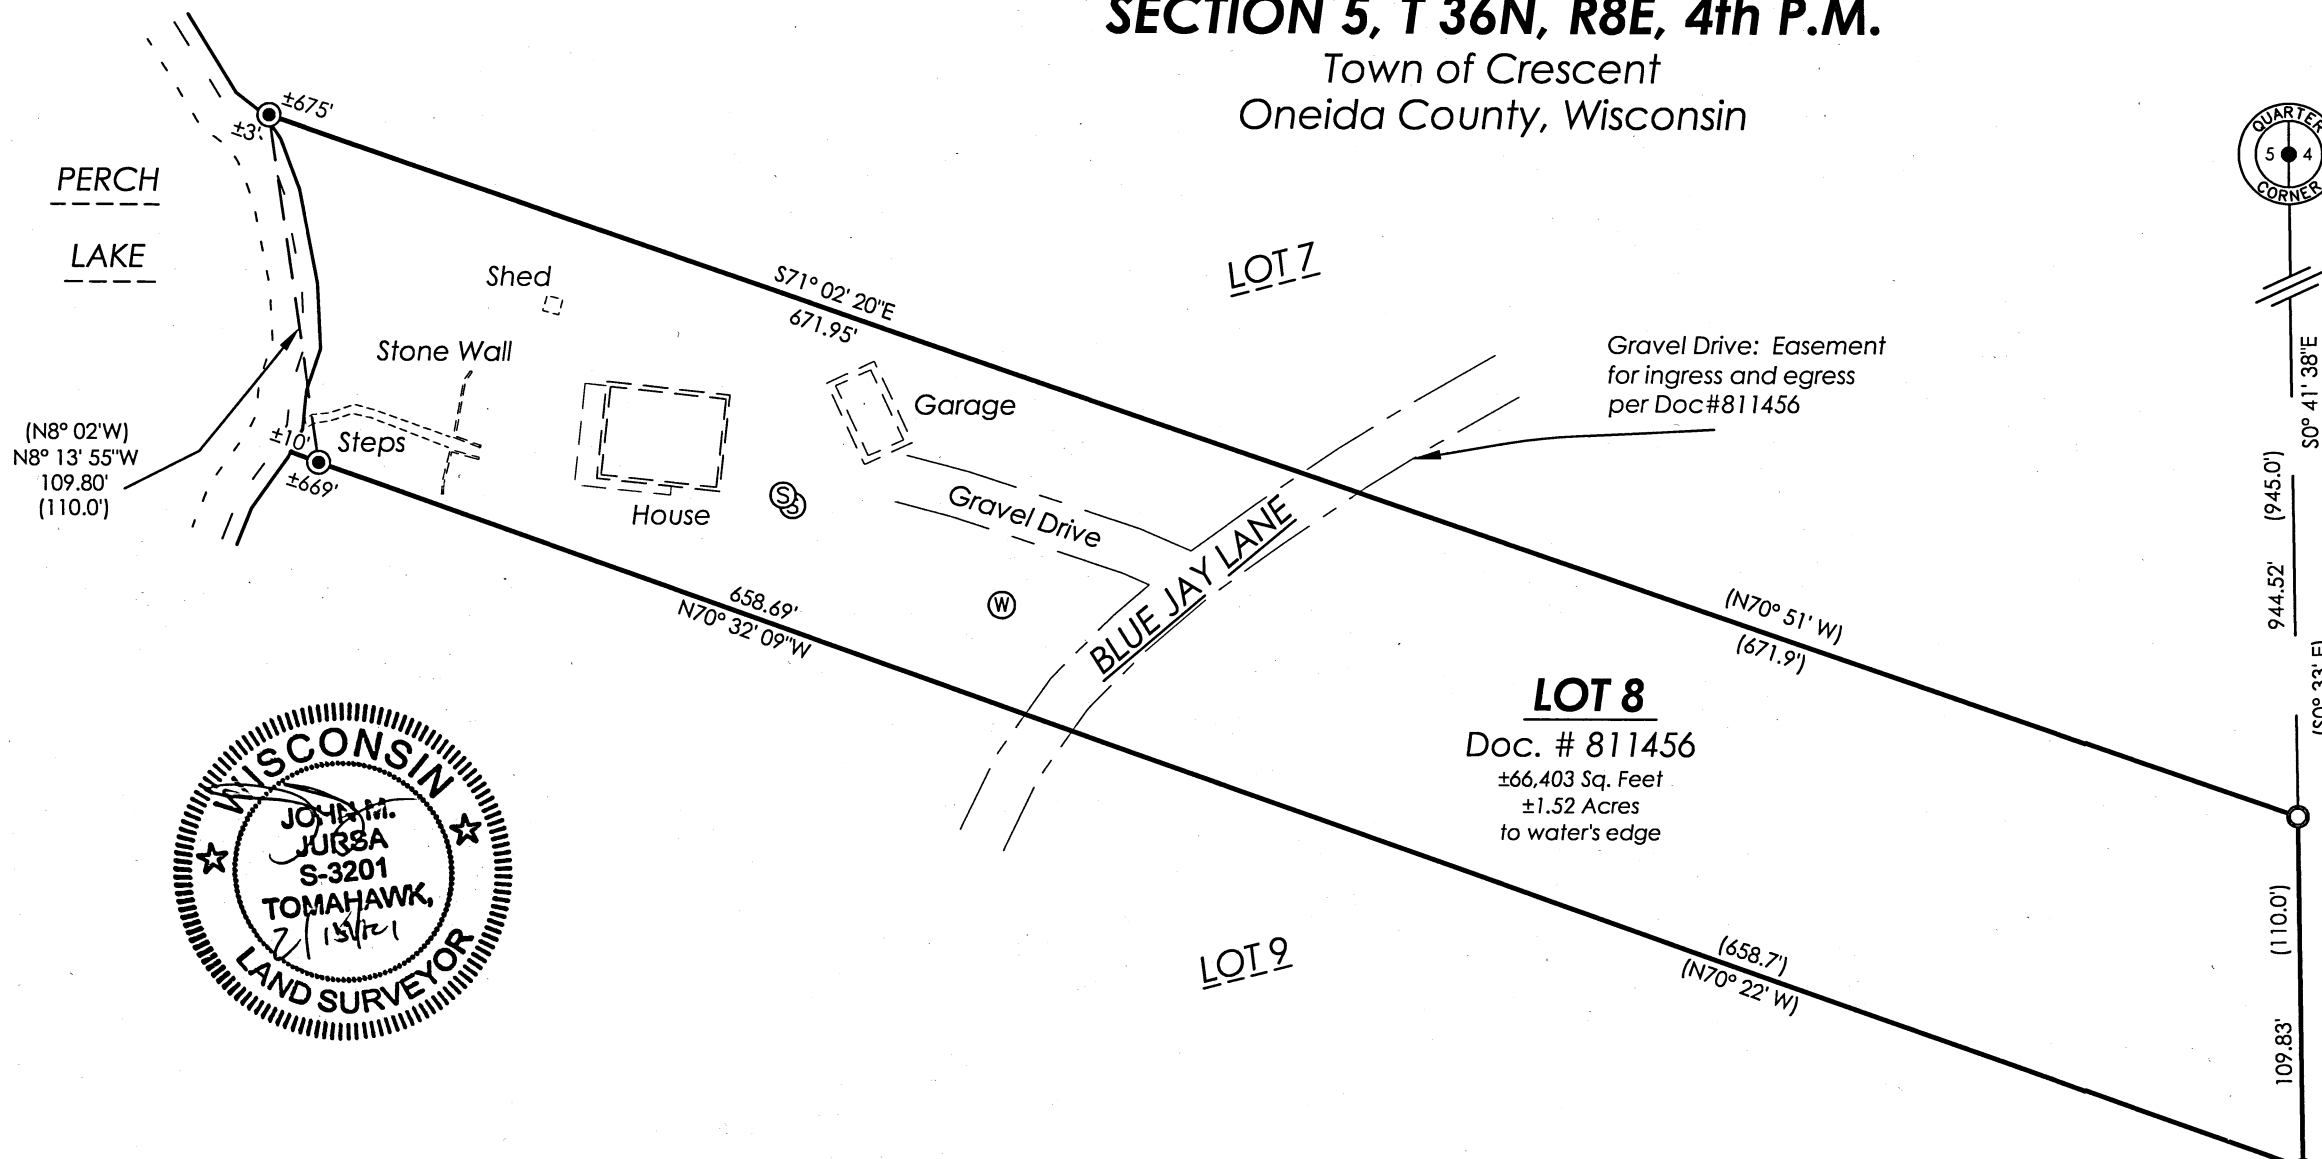 SECTION 5, T 36N, R8E, 4th P.M.
Town of Crescent
Oneida County, Wisconsin
±675'
±3'
PERCH
LAKE
(N8° 02'W)
N8° 13' 55"W
109.80'
(110.0')
±10'
±669'
Shed
Stone Wall
Steps
House
S
S
Garage
Gravel Drive
W
S71° 02' 20"E
671.95'
658.69'
N70° 32' 09"W
BLUE JAY LANE
LOT 7
Gravel Drive: Easement
for ingress and egress
per Doc#811456
QUARTER
5 4
CORNER
S0° 41' 38"E
(945.0')
944.52'
(S0° 33' E)
(N70° 51' W)
(671.9')
LOT 8
Doc. # 811456
±66,403 Sq. Feet
±1.52 Acres
to water's edge
(658.7')
(N70° 22' W)
LOT 9
(110.0')
109.83'
WISCONSIN
JOHN M.
JURSA
S-3201
TOMAHAWK,
LAND SURVEYOR